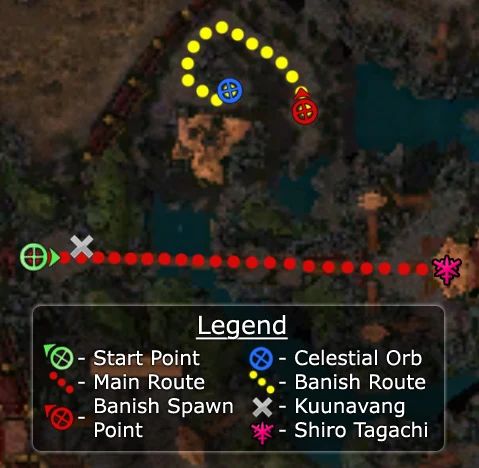 Legend
- Start Point
- Main Route
- Banish Spawn
Point
- Celestial Orb
- Banish Route
- Kuunavang
- Shiro Tagachi